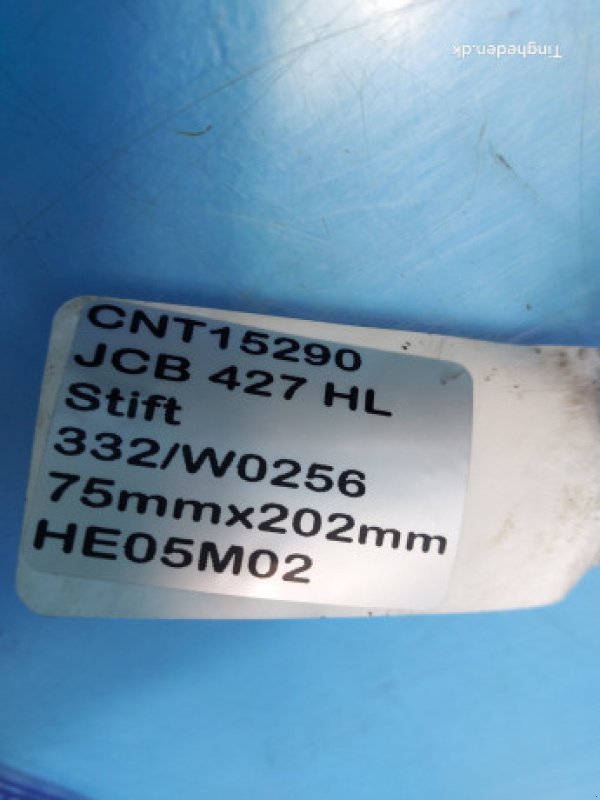 Tingheden.dk
CNT15290
JCB 427 HL
Stift
332/W0256
75mmx202mm
HE05M02